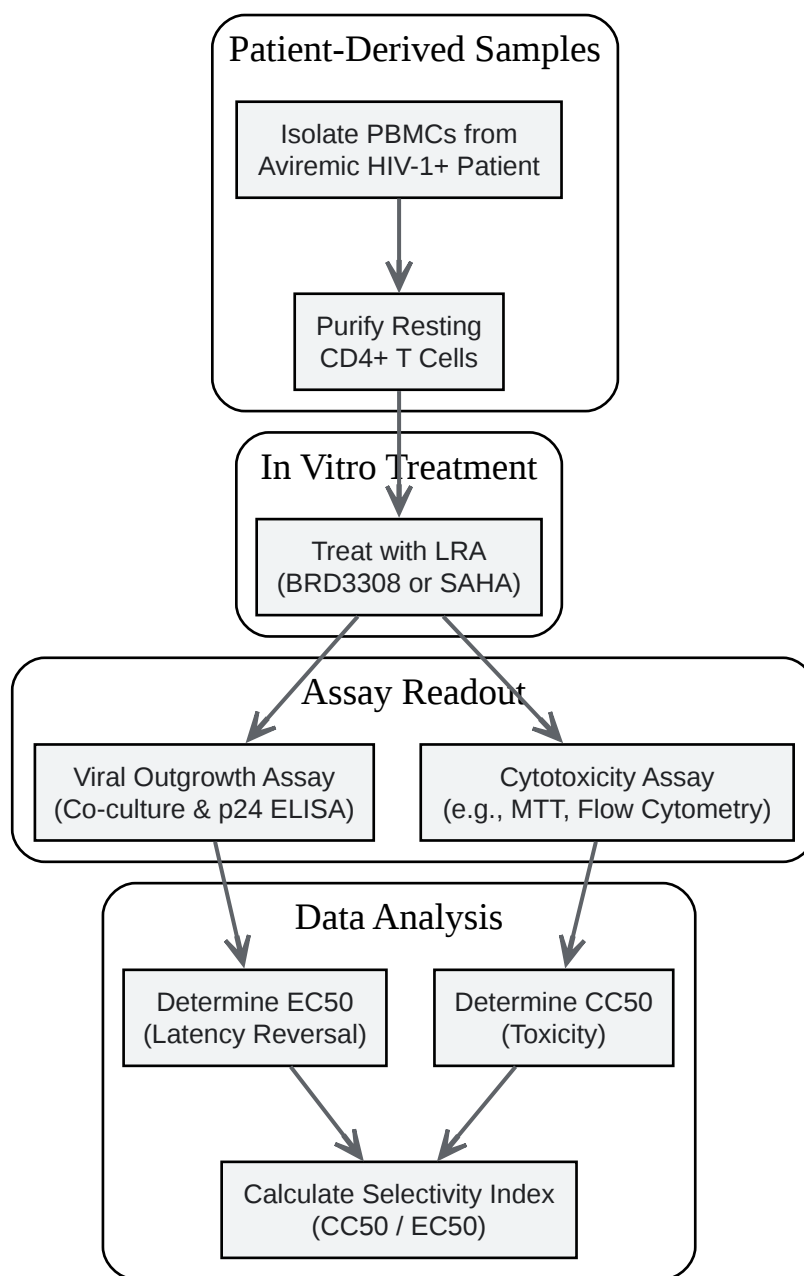 Patient-Derived Samples
Isolate PBMCs from
Aviremic HIV-1+ Patient
Purify Resting
CD4+ T Cells
In Vitro Treatment
Treat with LRA
(BRD3308 or SAHA)
Assay Readout
Viral Outgrowth Assay
(Co-culture & p24 ELISA)
Cytotoxicity Assay
(e.g., MTT, Flow Cytometry)
Data Analysis
Determine EC50
(Latency Reversal)
Determine CC50
(Toxicity)
Calculate Selectivity Index
(CC50 / EC50)